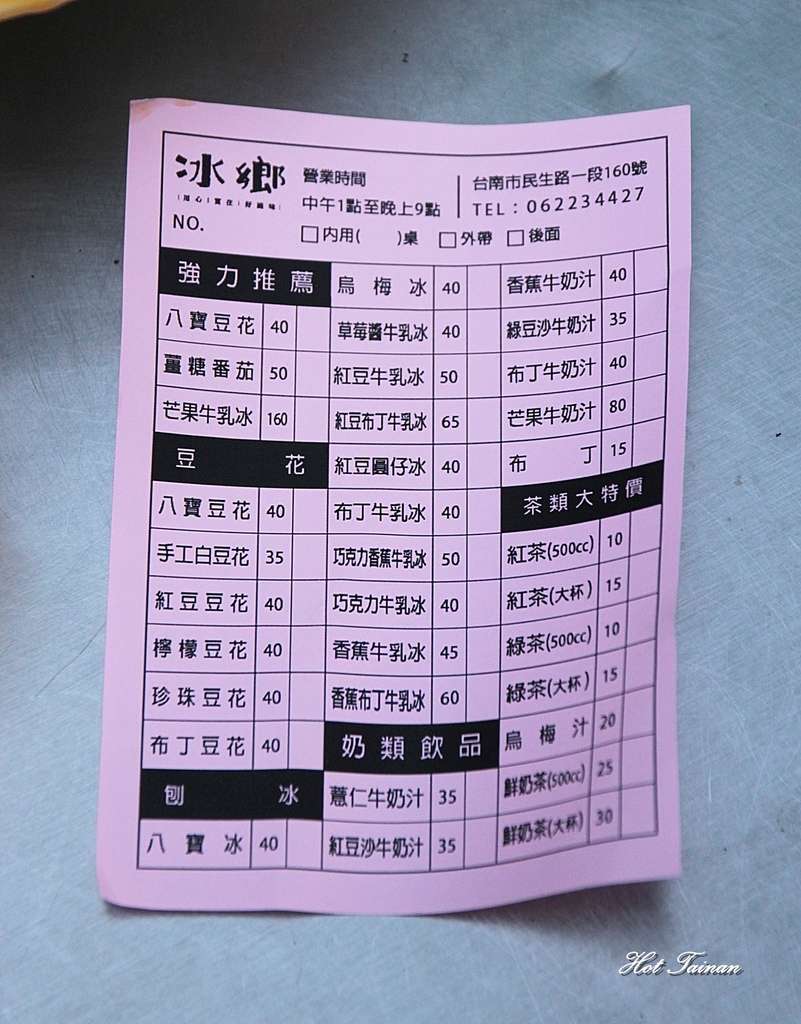 冰鄉
用心|實在|好滋味
營業時間
中午1點至晚上9點
台南市民生路一段160號
TEL:062234427
NO.
□內用( )桌 □外帶 □後面
強力推薦
八寶豆花 40
薑糖番茄 50
芒果牛乳冰 160
豆花
八寶豆花 40
手工白豆花 35
紅豆豆花 40
檸檬豆花 40
珍珠豆花 40
布丁豆花 40
刨冰
八寶冰 40
烏梅冰 40
草莓醬牛乳冰 40
紅豆牛乳冰 50
紅豆布丁牛乳冰 65
紅豆圓仔冰 40
布丁牛乳冰 40
巧克力香蕉牛乳冰 50
巧克力牛乳冰 40
香蕉牛乳冰 45
香蕉布丁牛乳冰 60
奶類飲品
薏仁牛奶汁 35
紅豆沙牛奶汁 35
香蕉牛奶汁 40
綠豆沙牛奶汁 35
布丁牛奶汁 40
芒果牛奶汁 80
布丁 15
茶類大特價
紅茶(500cc) 10
紅茶(大杯) 15
綠茶(500cc) 10
綠茶(大杯) 15
烏梅汁 20
鮮奶茶(500cc) 25
鮮奶茶(大杯) 30
Hot Tainan